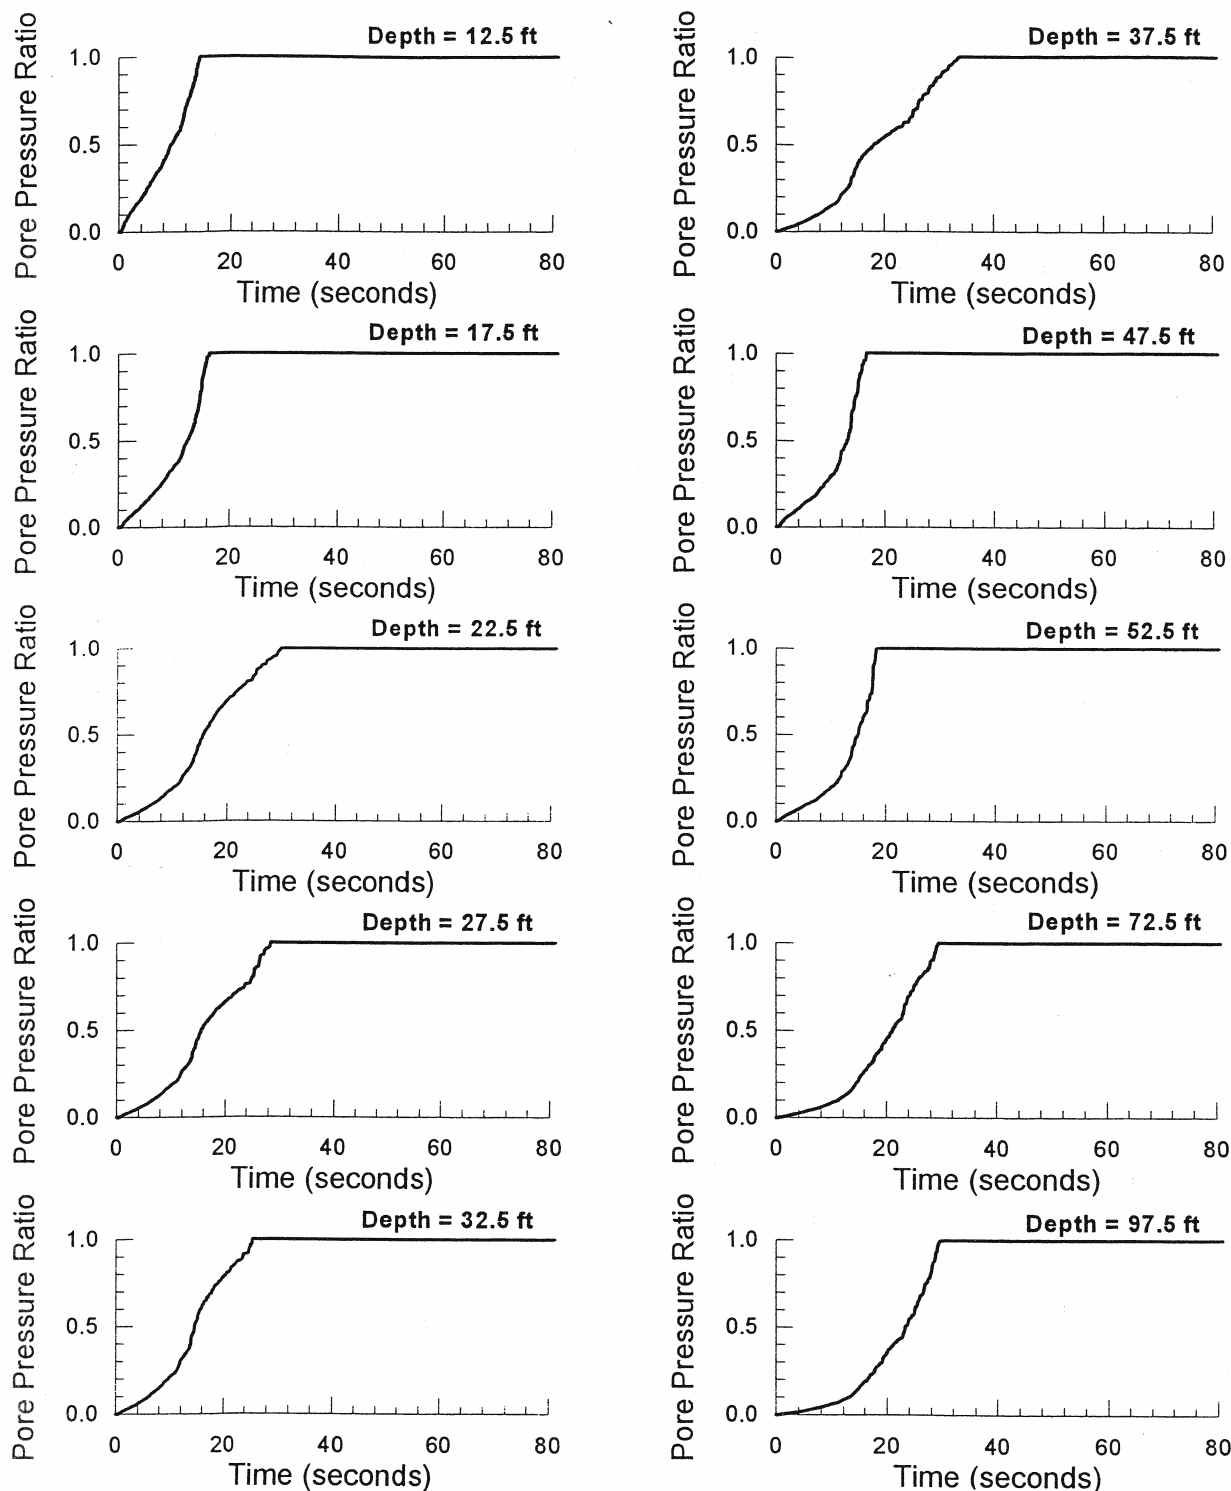 Depth = 12.5 ft
Pore Pressure Ratio
1.0
0.5
0.0
0 20 40 60 80
Time (seconds)
Depth = 17.5 ft
Pore Pressure Ratio
1.0
0.5
0.0
0 20 40 60 80
Time (seconds)
Depth = 22.5 ft
Pore Pressure Ratio
1.0
0.5
0.0
0 20 40 60 80
Time (seconds)
Depth = 27.5 ft
Pore Pressure Ratio
1.0
0.5
0.0
0 20 40 60 80
Time (seconds)
Depth = 32.5 ft
Pore Pressure Ratio
1.0
0.5
0.0
0 20 40 60 80
Time (seconds)
Depth = 37.5 ft
Pore Pressure Ratio
1.0
0.5
0.0
0 20 40 60 80
Time (seconds)
Depth = 47.5 ft
Pore Pressure Ratio
1.0
0.5
0.0
0 20 40 60 80
Time (seconds)
Depth = 52.5 ft
Pore Pressure Ratio
1.0
0.5
0.0
0 20 40 60 80
Time (seconds)
Depth = 72.5 ft
Pore Pressure Ratio
1.0
0.5
0.0
0 20 40 60 80
Time (seconds)
Depth = 97.5 ft
Pore Pressure Ratio
1.0
0.5
0.0
0 20 40 60 80
Time (seconds)